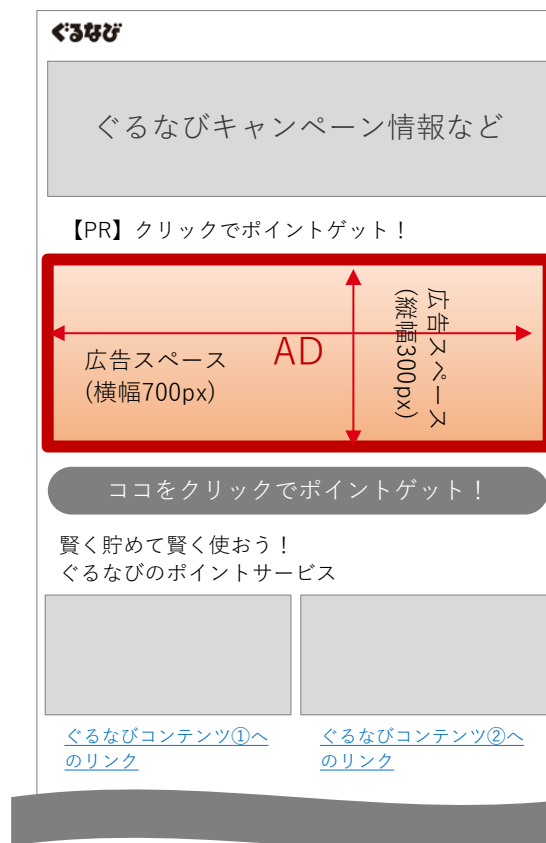 ぐるなび
ぐるなびキャンペーン情報など
【PR】クリックでポイントゲット！
広告スペース
(縦幅300px)
AD
広告スペース
(横幅700px)
ココをクリックでポイントゲット！
賢く貯めて賢く使おう！
ぐるなびのポイントサービス
ぐるなびコンテンツ①へ
のリンク
ぐるなびコンテンツ②へ
のリンク